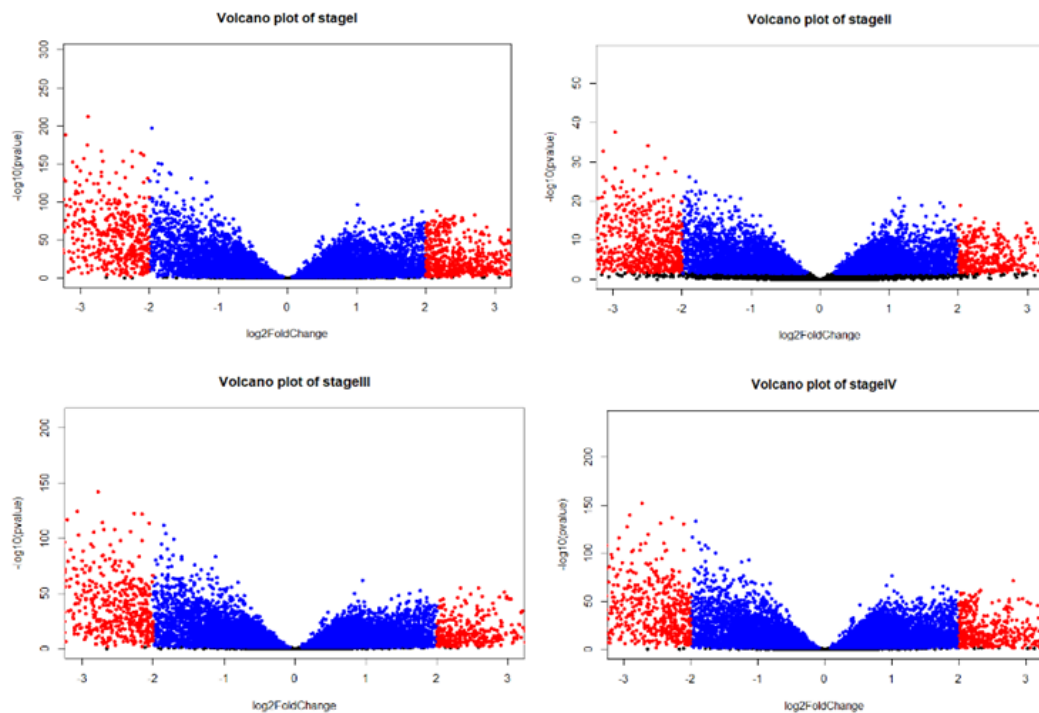 Volcano plot of stageI
-log10(pvalue)
300
250
200
150
100
50
0
-3 -2 -1 0 1 2 3
log2FoldChange
Volcano plot of stageII
-log10(pvalue)
50
40
30
20
10
0
-3 -2 -1 0 1 2 3
log2FoldChange
Volcano plot of stageIII
-log10(pvalue)
200
150
100
50
0
-3 -2 -1 0 1 2 3
log2FoldChange
Volcano plot of stageIV
-log10(pvalue)
200
150
100
50
0
-3 -2 -1 0 1 2 3
log2FoldChange